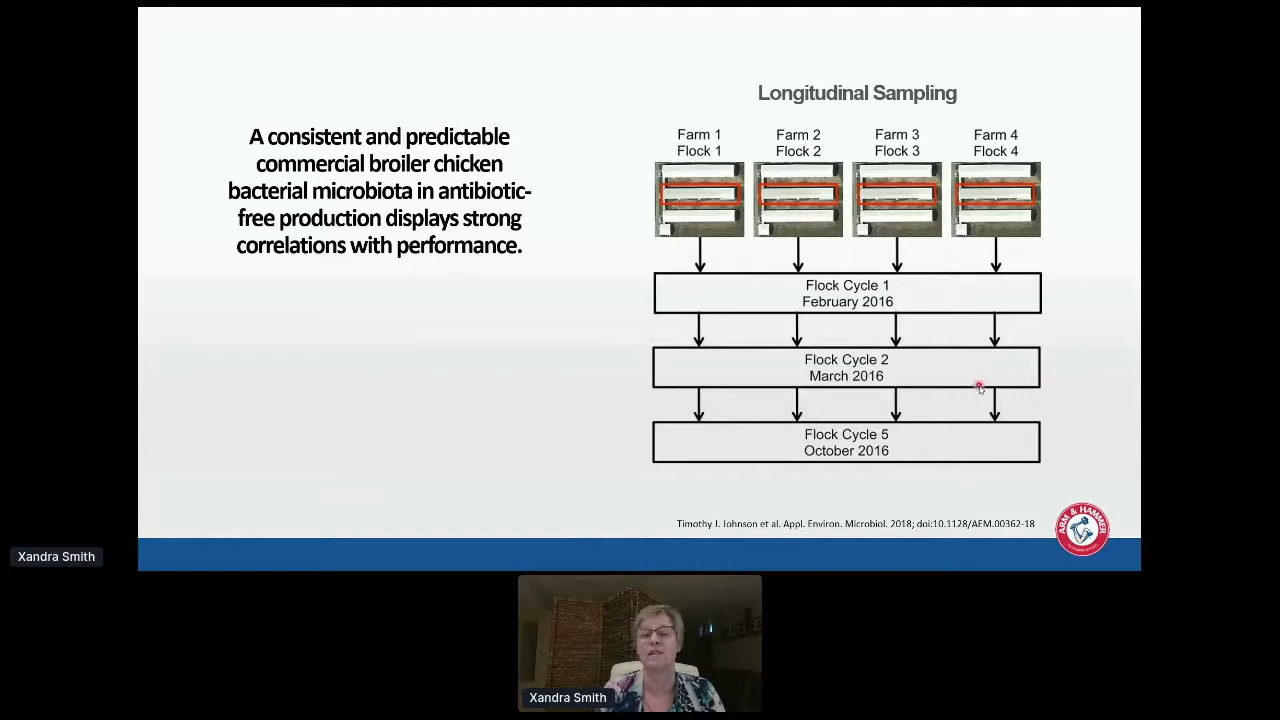 Longitudinal Sampling
A consistent and predictable
commercial broiler chicken
bacterial microbiota in antibiotic-
free production displays strong
correlations with performance.
Farm 1
Flock 1
Farm 2
Flock 2
Farm 3
Flock 3
Farm 4
Flock 4
Flock Cycle 1
February 2016
Flock Cycle 2
March 2016
Flock Cycle 5
October 2016
Timothy J. Johnson et al. Appl. Environ. Microbiol. 2018; doi:10.1128/AEM.00362-18
ARM & HAMMER
Xandra Smith
Xandra Smith